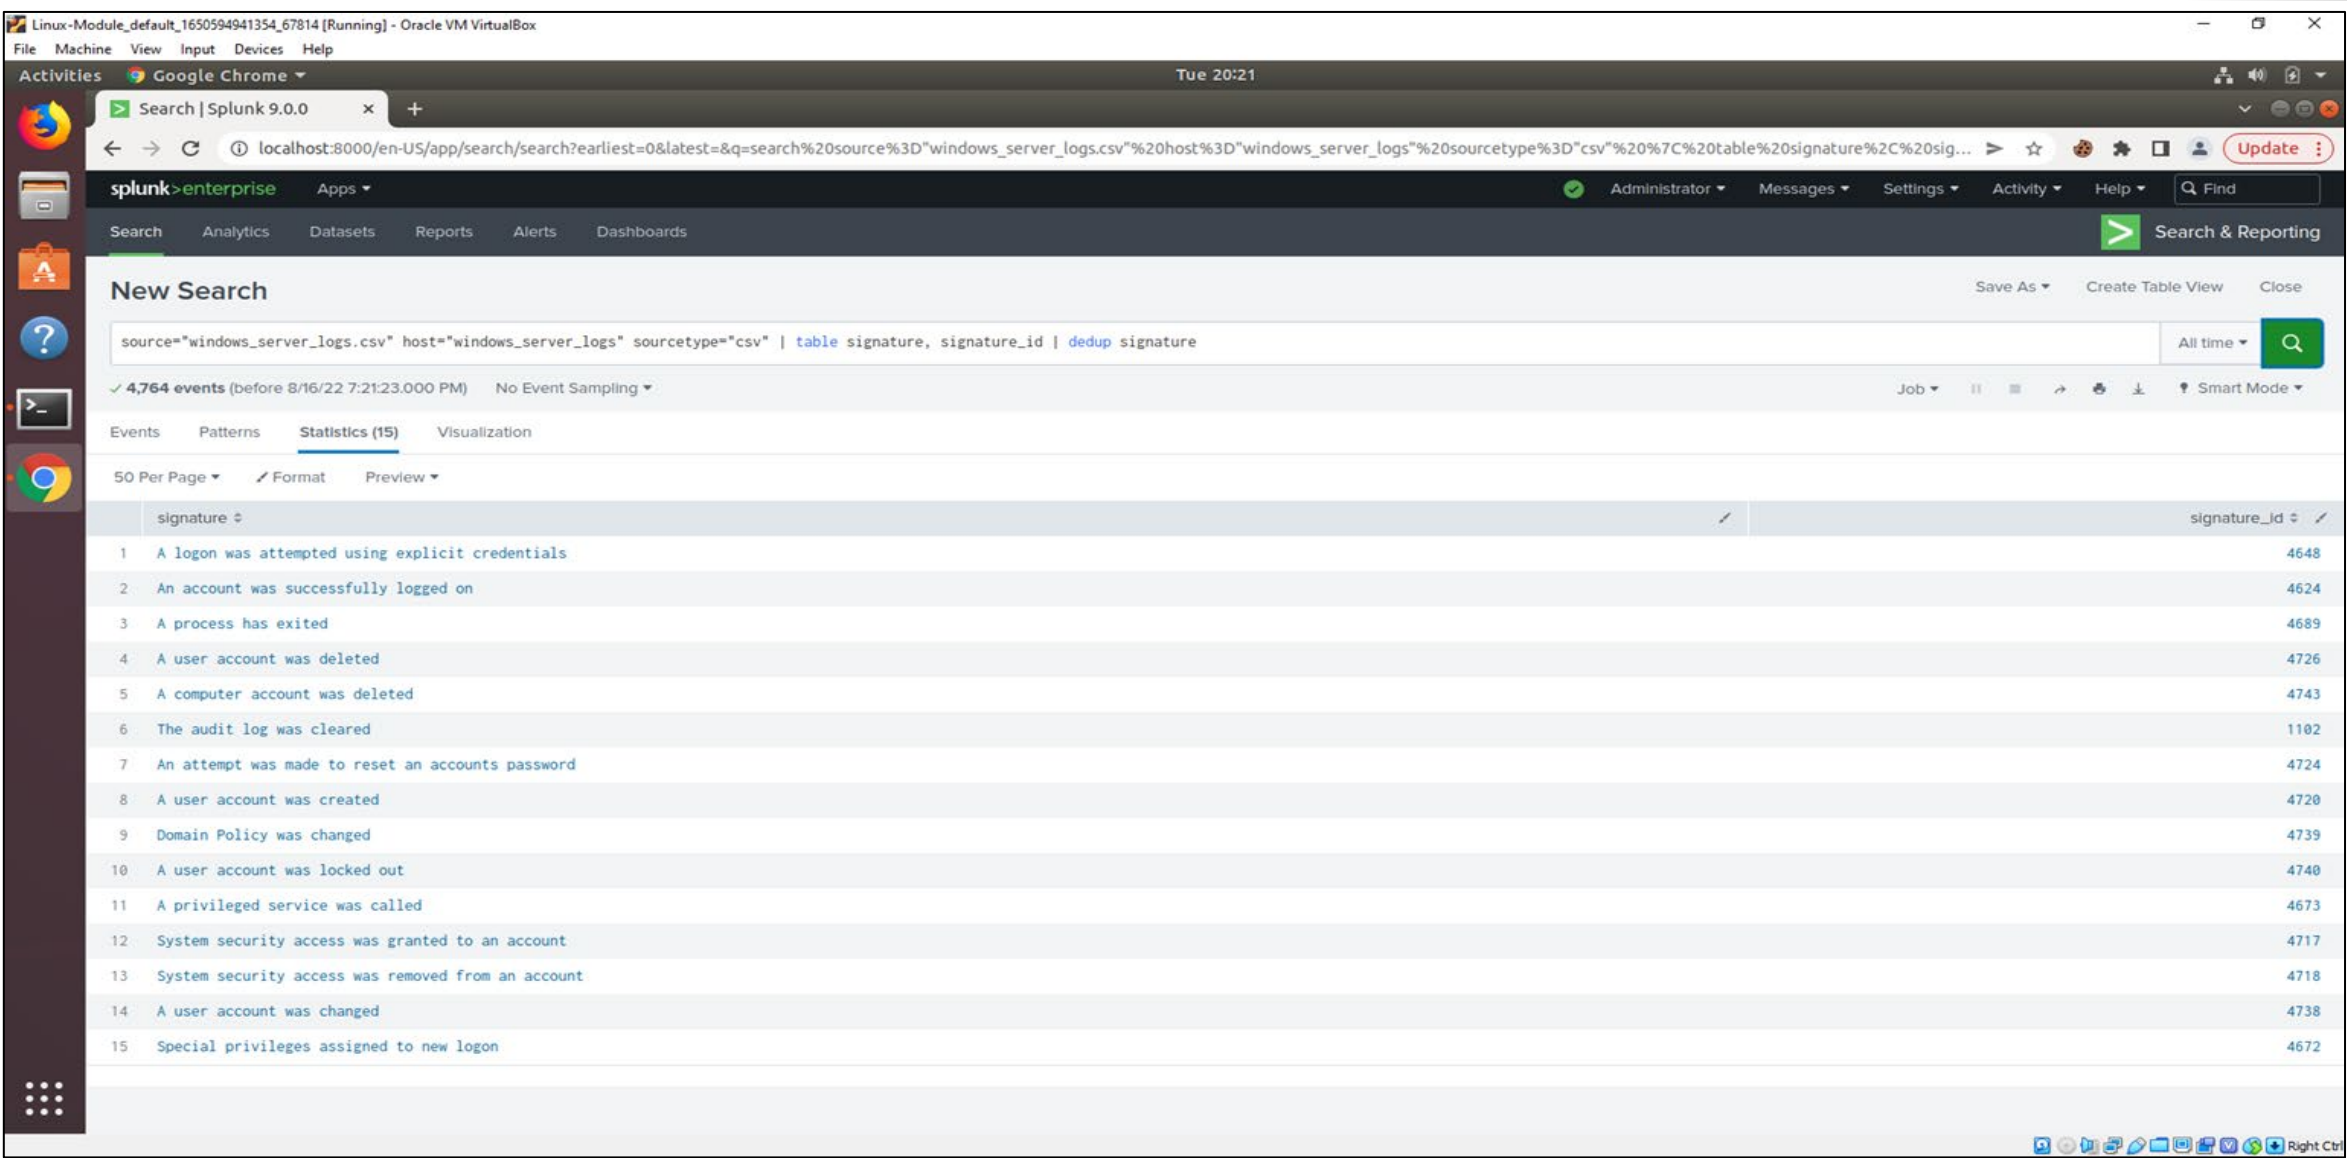 Linux-Module_default_1650594941354_67814 [Running] - Oracle VM VirtualBox
File Machine View Input Devices Help
Activities Google Chrome Tue 20:21
Search | Splunk 9.0.0
localhost:8000/en-US/app/search/search?earliest=0&latest=&q=search%20source%3D"windows_server_logs.csv"%20host%3D"windows_server_logs"%20sourcetype%3D"csv"%20%7C%20table%20signature%2C%20sig... Update
splunk>enterprise Apps Administrator Messages Settings Activity Help Find
Search Analytics Datasets Reports Alerts Dashboards Search & Reporting
New Search Save As Create Table View Close
source="windows_server_logs.csv" host="windows_server_logs" sourcetype="csv" | table signature, signature_id | dedup signature All time
4,764 events (before 8/16/22 7:21:23.000 PM) No Event Sampling Job Smart Mode
Events Patterns Statistics (15) Visualization
50 Per Page Format Preview
signature signature_id
1 A logon was attempted using explicit credentials 4648
2 An account was successfully logged on 4624
3 A process has exited 4689
4 A user account was deleted 4726
5 A computer account was deleted 4743
6 The audit log was cleared 1102
7 An attempt was made to reset an accounts password 4724
8 A user account was created 4720
9 Domain Policy was changed 4739
10 A user account was locked out 4740
11 A privileged service was called 4673
12 System security access was granted to an account 4717
13 System security access was removed from an account 4718
14 A user account was changed 4738
15 Special privileges assigned to new logon 4672
Right Ctrl